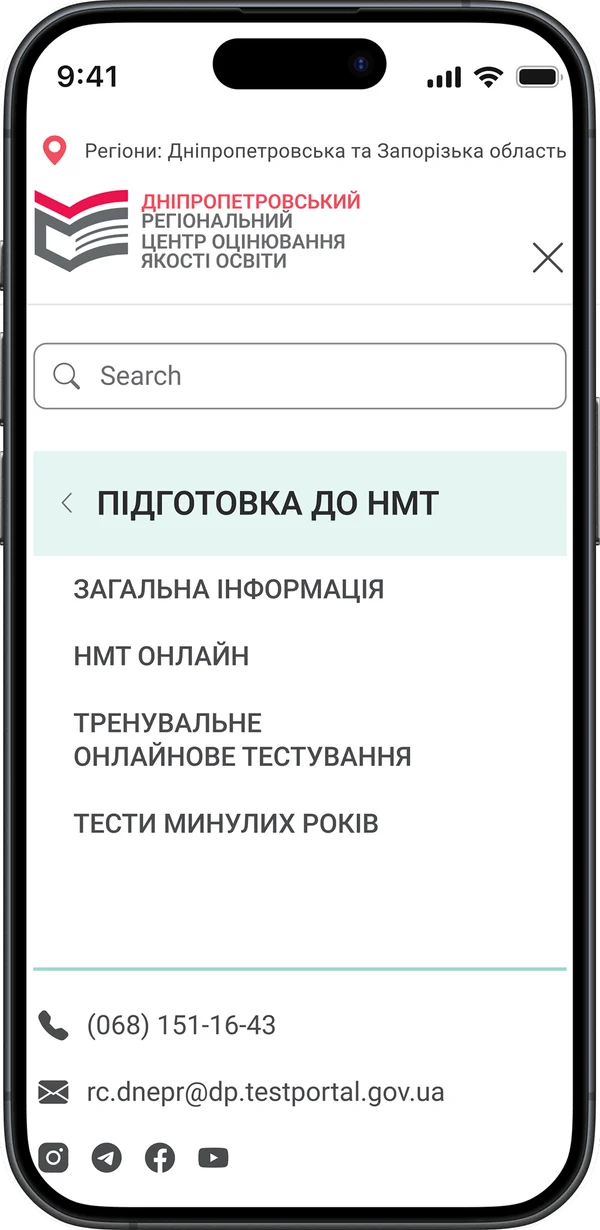 9:41
Регіони: Дніпропетровська та Запорізька область
ДНІПРОПЕТРОВСЬКИЙ
РЕГІОНАЛЬНИЙ
ЦЕНТР ОЦІНЮВАННЯ
ЯКОСТІ ОСВІТИ
Search
ПІДГОТОВКА ДО НМТ
ЗАГАЛЬНА ІНФОРМАЦІЯ
НМТ ОНЛАЙН
ТРЕНУВАЛЬНЕ
ОНЛАЙНОВЕ ТЕСТУВАННЯ
ТЕСТИ МИНУЛИХ РОКІВ
(068) 151-16-43
rc.dnepr@dp.testportal.gov.ua